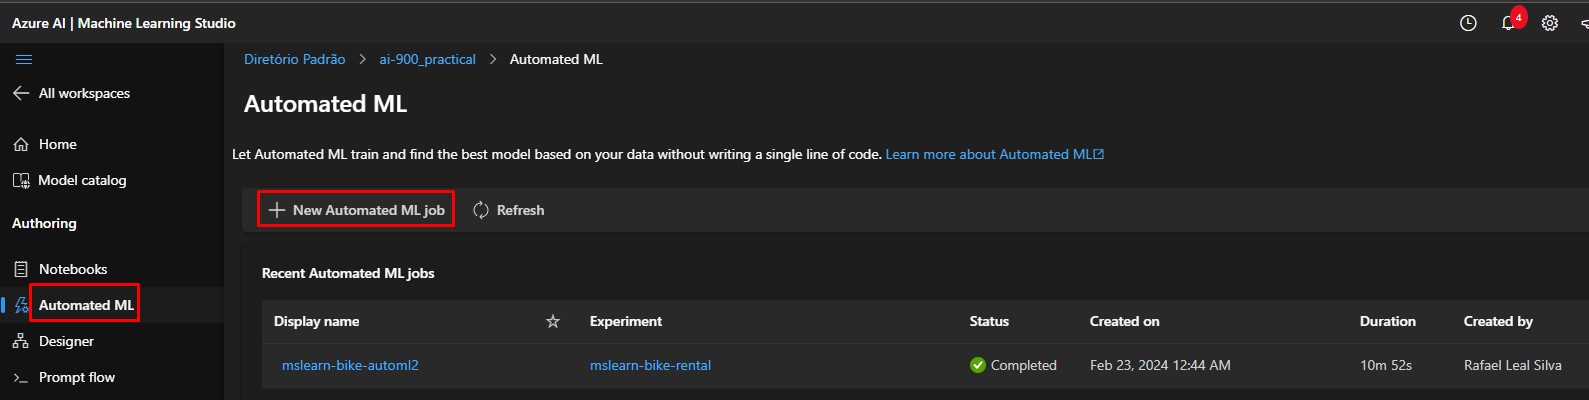 Azure AI | Machine Learning Studio
4
Diretório Padrão > ai-900_practical > Automated ML
All workspaces
Home
Model catalog
Authoring
Notebooks
Automated ML
Designer
Prompt flow
Automated ML
Let Automated ML train and find the best model based on your data without writing a single line of code. Learn more about Automated ML
New Automated ML job Refresh
Recent Automated ML jobs
Display name Experiment Status Created on Duration Created by
mslearn-bike-automl2 mslearn-bike-rental Completed Feb 23, 2024 12:44 AM 10m 52s Rafael Leal Silva